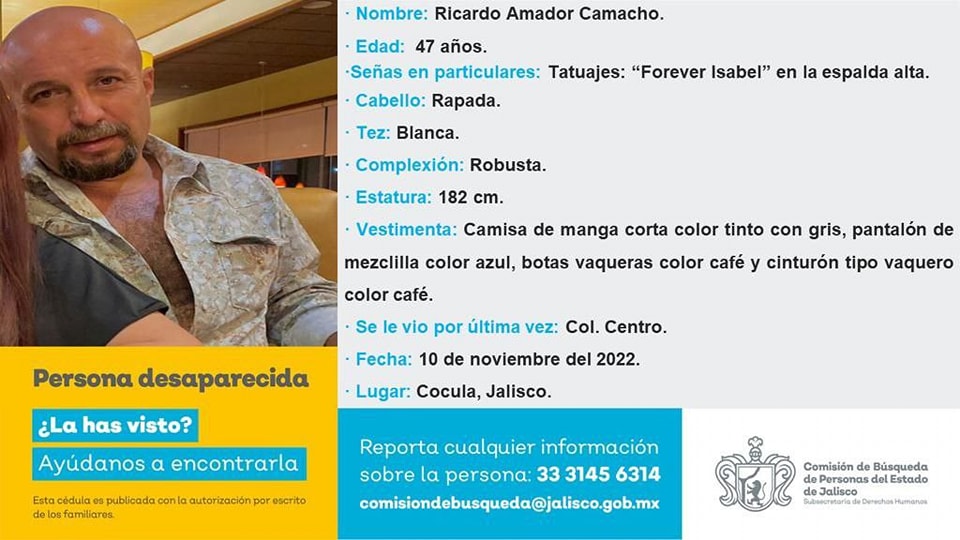 · Nombre: Ricardo Amador Camacho.
· Edad: 47 años.
·Señas en particulares: Tatuajes: “Forever Isabel” en la espalda alta.
· Cabello: Rapada.
· Tez: Blanca.
· Complexión: Robusta.
· Estatura: 182 cm.
· Vestimenta: Camisa de manga corta color tinto con gris, pantalón de
mezclilla color azul, botas vaqueras color café y cinturón tipo vaquero
color café.
· Se le vio por última vez: Col. Centro.
· Fecha: 10 de noviembre del 2022.
· Lugar: Cocula, Jalisco.
Persona desaparecida
¿La has visto?
Ayúdanos a encontrarla
Esta cédula es publicada con la autorización por escrito
de los familiares.
Reporta cualquier información
sobre la persona: 33 3145 6314
comisiondebusqueda@jalisco.gob.mx
Comisión de Búsqueda
de Personas del Estado
de Jalisco
Subsecretaría de Derechos Humanos